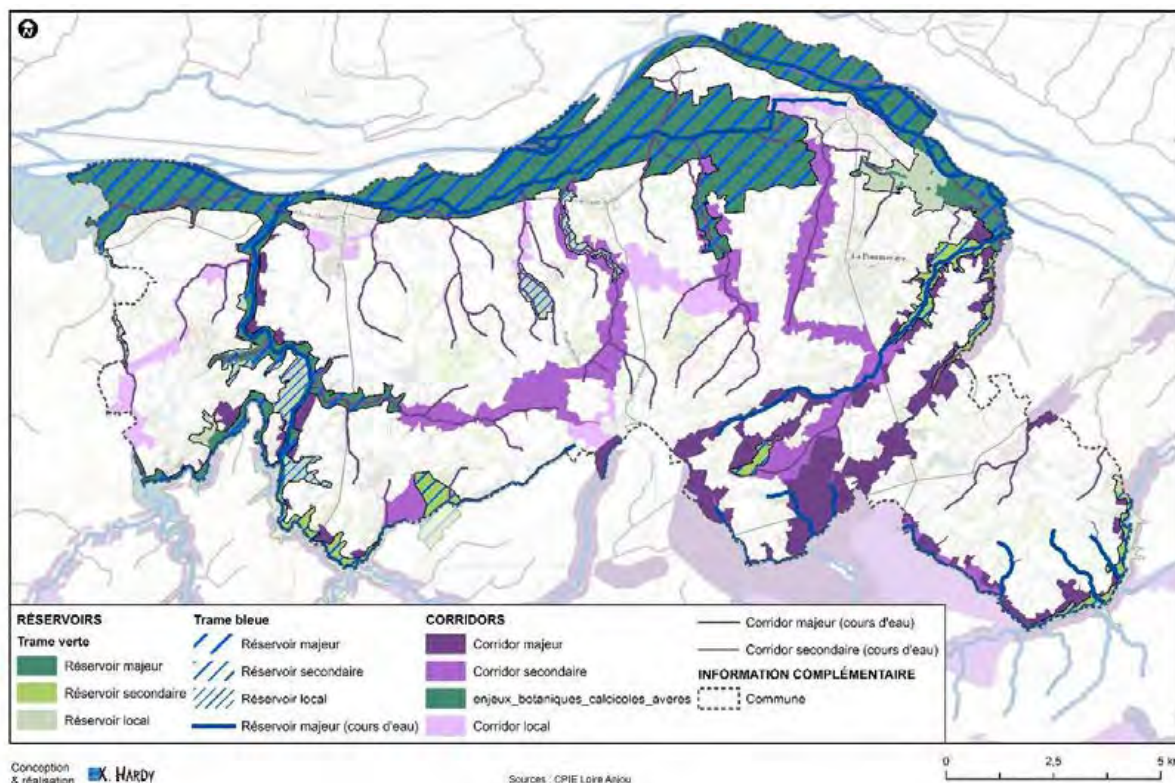 N
La Pommeraye
RÉSERVOIRS
Trame verte
Réservoir majeur
Réservoir secondaire
Réservoir local
Trame bleue
Réservoir majeur
Réservoir secondaire
Réservoir local
Réservoir majeur (cours d'eau)
CORRIDORS
Corridor majeur
Corridor secondaire
enjeux_botaniques_calcicoles_averes
Corridor local
Corridor majeur (cours d'eau)
Corridor secondaire (cours d'eau)
INFORMATION COMPLÉMENTAIRE
Commune
Conception
& réalisation
X. HARDY
Sources : CPIE Loire Anjou
0 2,5 5